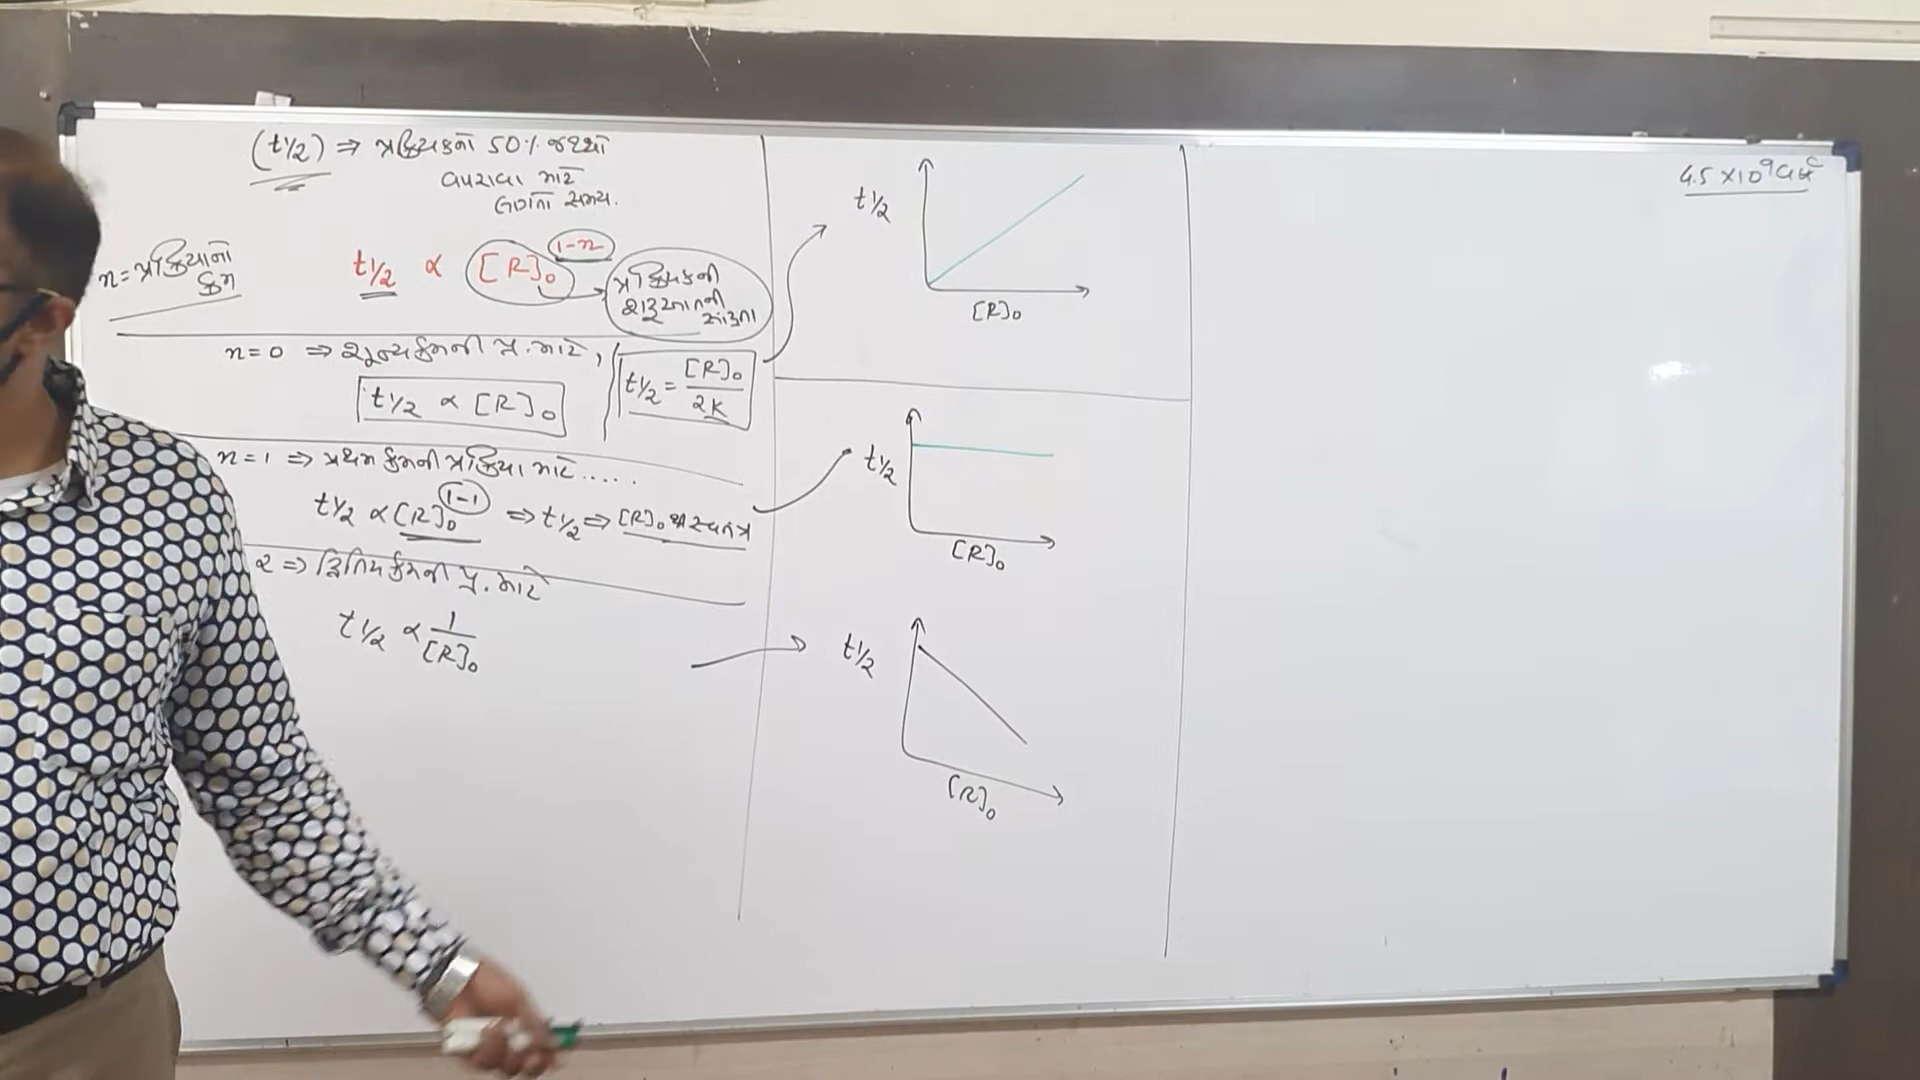 (t1/2) ⇒ પ્રક્રિયકનો 50% જથ્થો
વપરાવા માટે
લાગતો સમય.
n = પ્રક્રિયાનો
ક્રમ
t1/2 ∝ [R]₀^(1-n)
પ્રક્રિયકની
શરૂઆતની
સાંદ્રતા
n = 0 ⇒ શૂન્ય ક્રમની પ્ર. માટે,
t1/2 ∝ [R]₀
t1/2 = [R]₀ / 2K
n = 1 ⇒ પ્રથમ ક્રમની પ્રક્રિયા માટે.....
t1/2 ∝ [R]₀^(1-1) ⇒ t1/2 ⇒ [R]₀ થી સ્વતંત્ર
2 ⇒ દ્વિતિય ક્રમની પ્ર. માટે
t1/2 ∝ 1 / [R]₀
t1/2
[R]₀
t1/2
[R]₀
t1/2
[R]₀
4.5 × 10⁹ વર્ષ